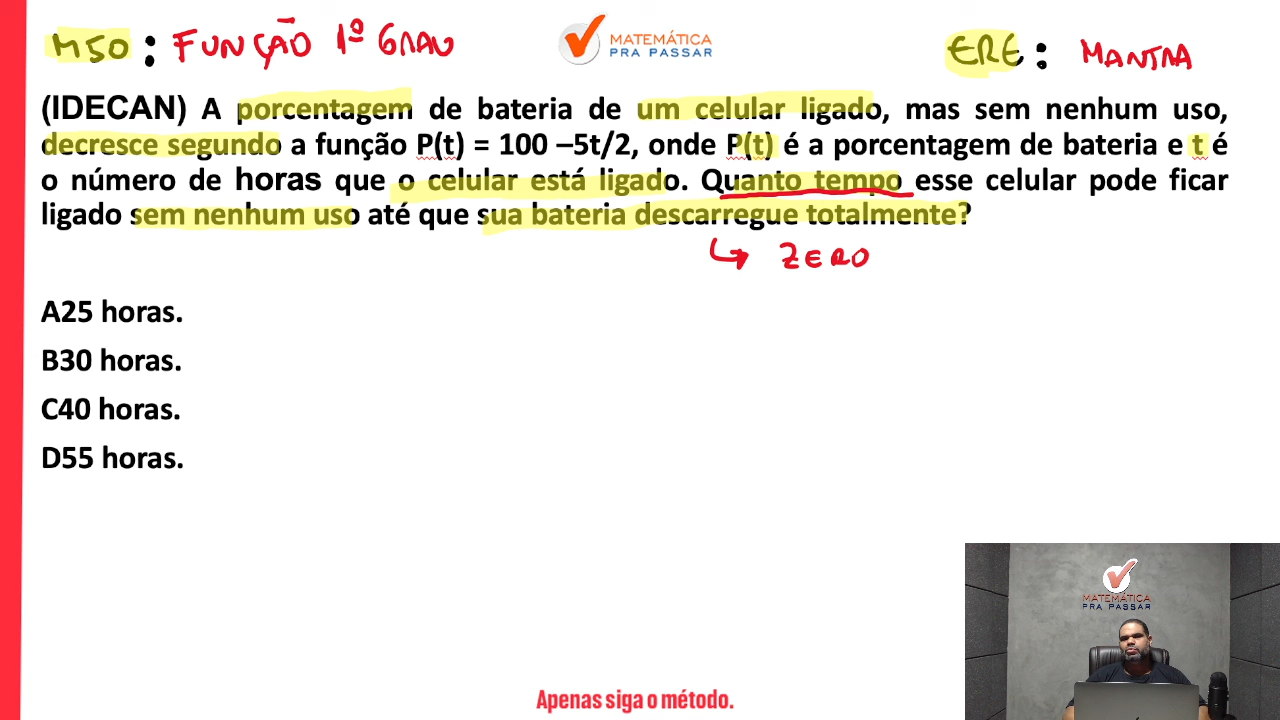 M50 : FUNÇÃO 1º GRAU
MATEMÁTICA
PRA PASSAR
ERE : MANTRA
(IDECAN) A porcentagem de bateria de um celular ligado, mas sem nenhum uso,
decresce segundo a função P(t) = 100 –5t/2, onde P(t) é a porcentagem de bateria e t é
o número de horas que o celular está ligado. Quanto tempo esse celular pode ficar
ligado sem nenhum uso até que sua bateria descarregue totalmente?
ZERO
A25 horas.
B30 horas.
C40 horas.
D55 horas.
MATEMÁTICA
PRA PASSAR
Apenas siga o método.